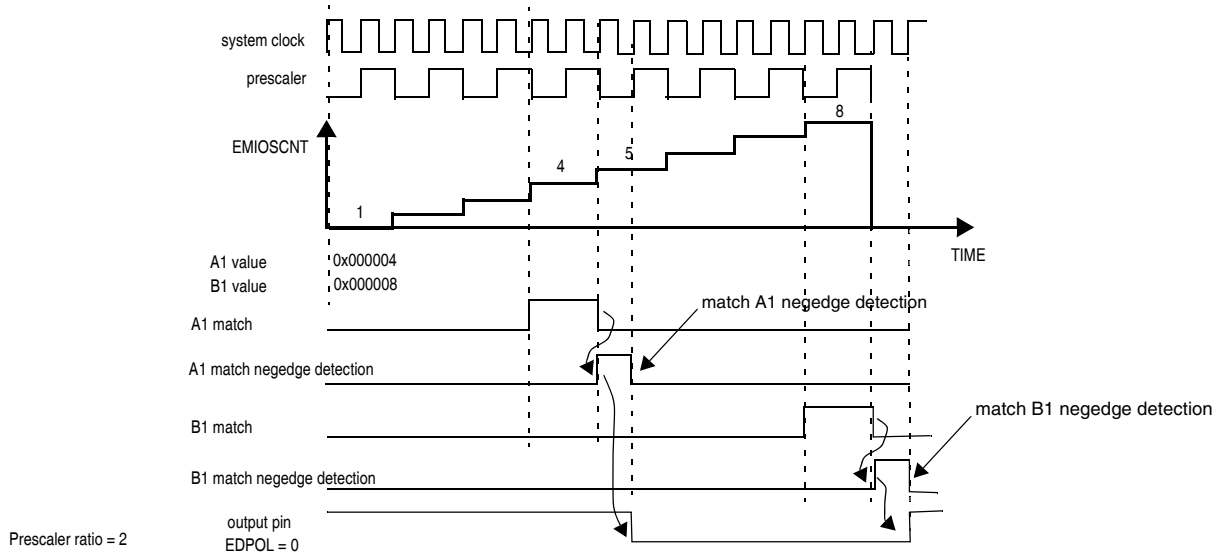 system clock
prescaler
8
EMIOSCNT
4
5
1
TIME
A1 value 0x000004
B1 value 0x000008
match A1 negedge detection
A1 match
A1 match negedge detection
match B1 negedge detection
B1 match
B1 match negedge detection
output pin
Prescaler ratio = 2
EDPOL = 0